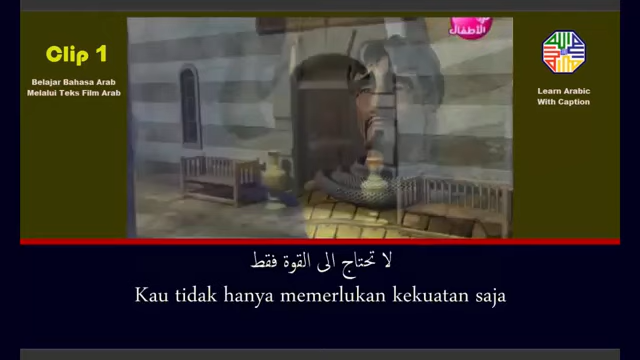 Clip 1
Belajar Bahasa Arab
Melalui Teks Film Arab
الأطفال
Learn Arabic
With Caption
لا تحتاج الى القوة فقط
Kau tidak hanya memerlukan kekuatan saja